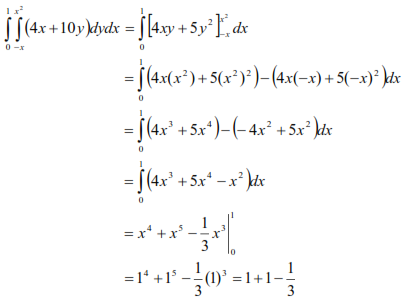 ∫₀¹ ∫₋ₓ^(x²) (4x+10y)dydx = ∫₀¹ [4xy+5y²]₋ₓ^(x²) dx
= ∫₀¹ (4x(x²)+5(x²)²)−(4x(−x)+5(−x)²)dx
= ∫₀¹ (4x³+5x⁴)−(−4x²+5x²)dx
= ∫₀¹ (4x³+5x⁴−x²)dx
= x⁴+x⁵−1/3 x³|₀¹
= 1⁴+1⁵−1/3(1)³ = 1+1−1/3